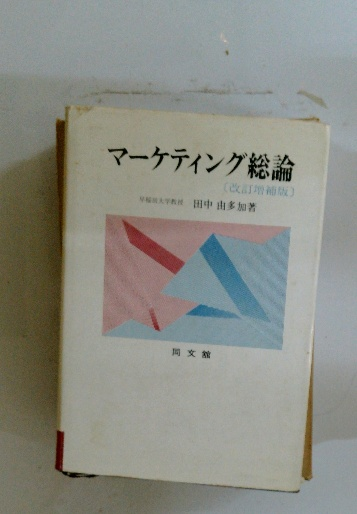 マーケティング総論
〔改訂増補版〕
早稲田大学教授 田中由多加著
同文舘